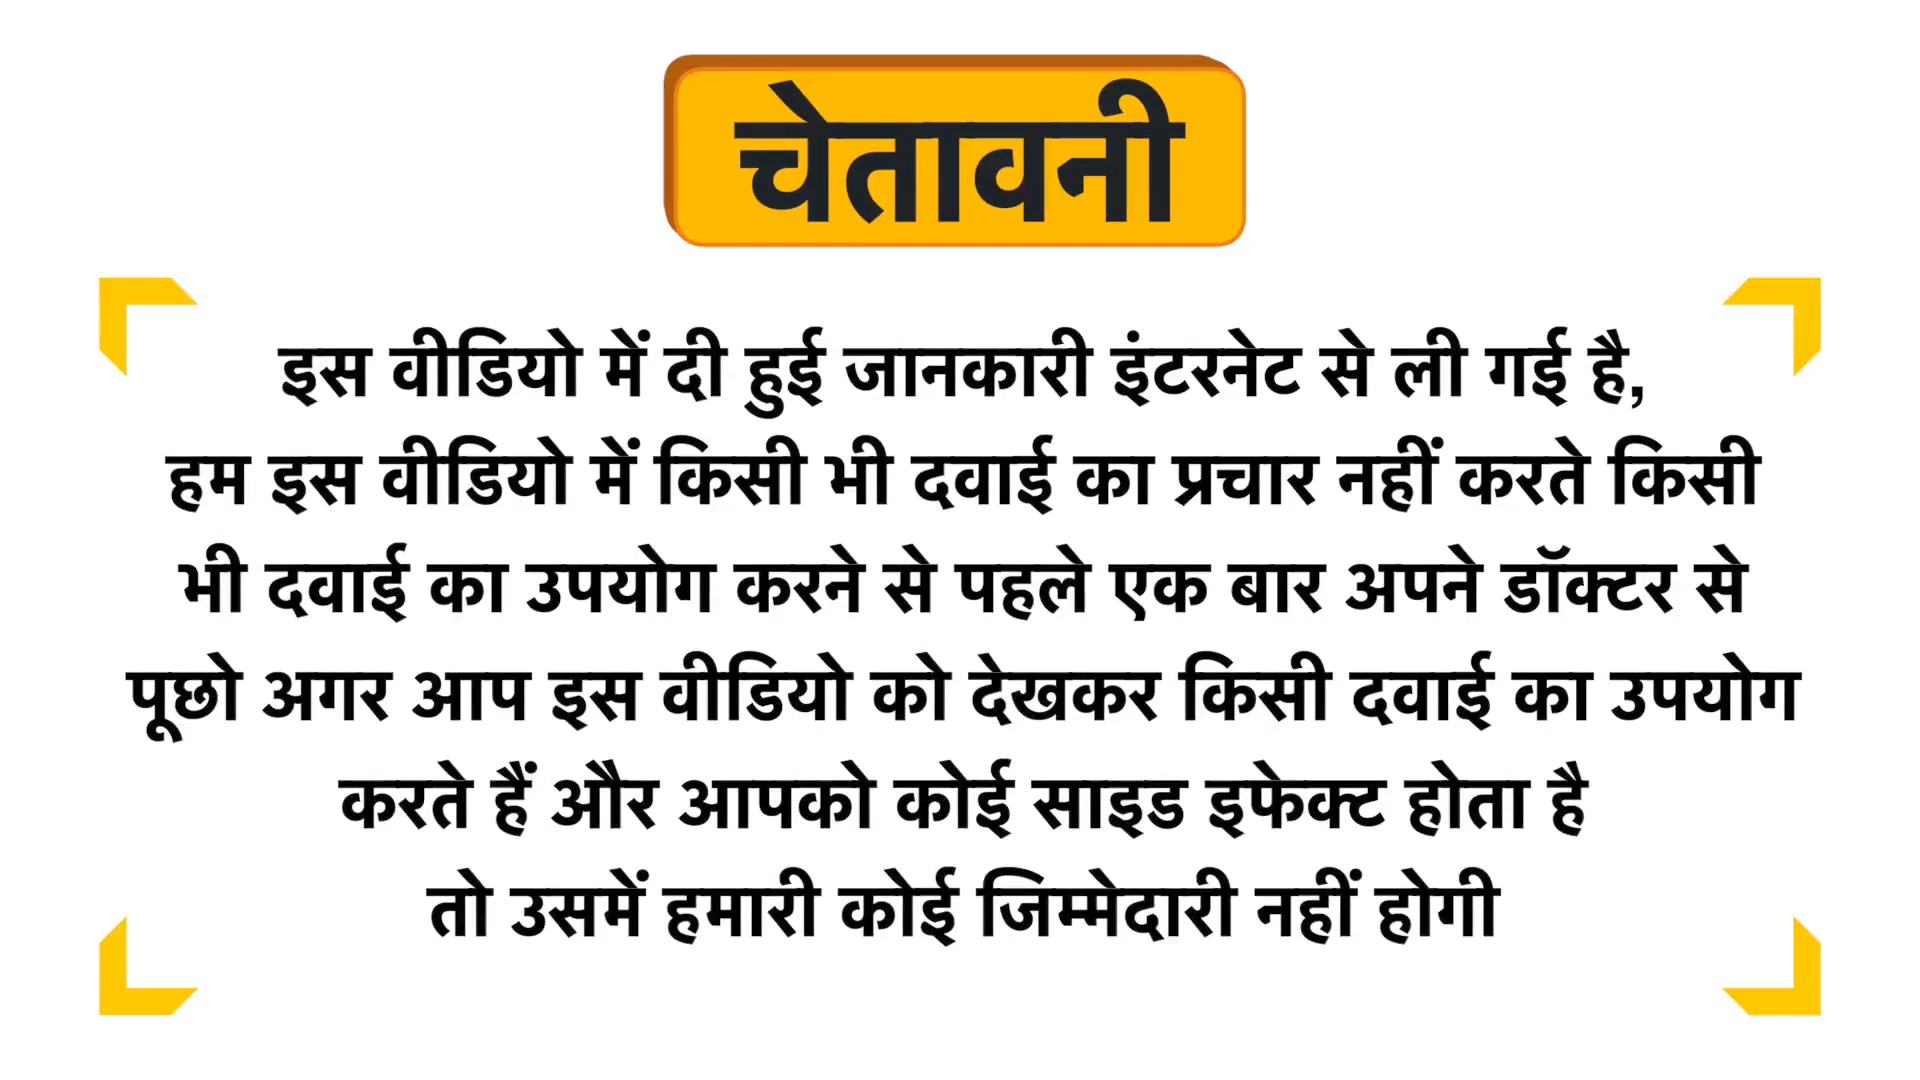 चेतावनी
इस वीडियो में दी हुई जानकारी इंटरनेट से ली गई है,
हम इस वीडियो में किसी भी दवाई का प्रचार नहीं करते किसी
भी दवाई का उपयोग करने से पहले एक बार अपने डॉक्टर से
पूछो अगर आप इस वीडियो को देखकर किसी दवाई का उपयोग
करते हैं और आपको कोई साइड इफेक्ट होता है
तो उसमें हमारी कोई जिम्मेदारी नहीं होगी